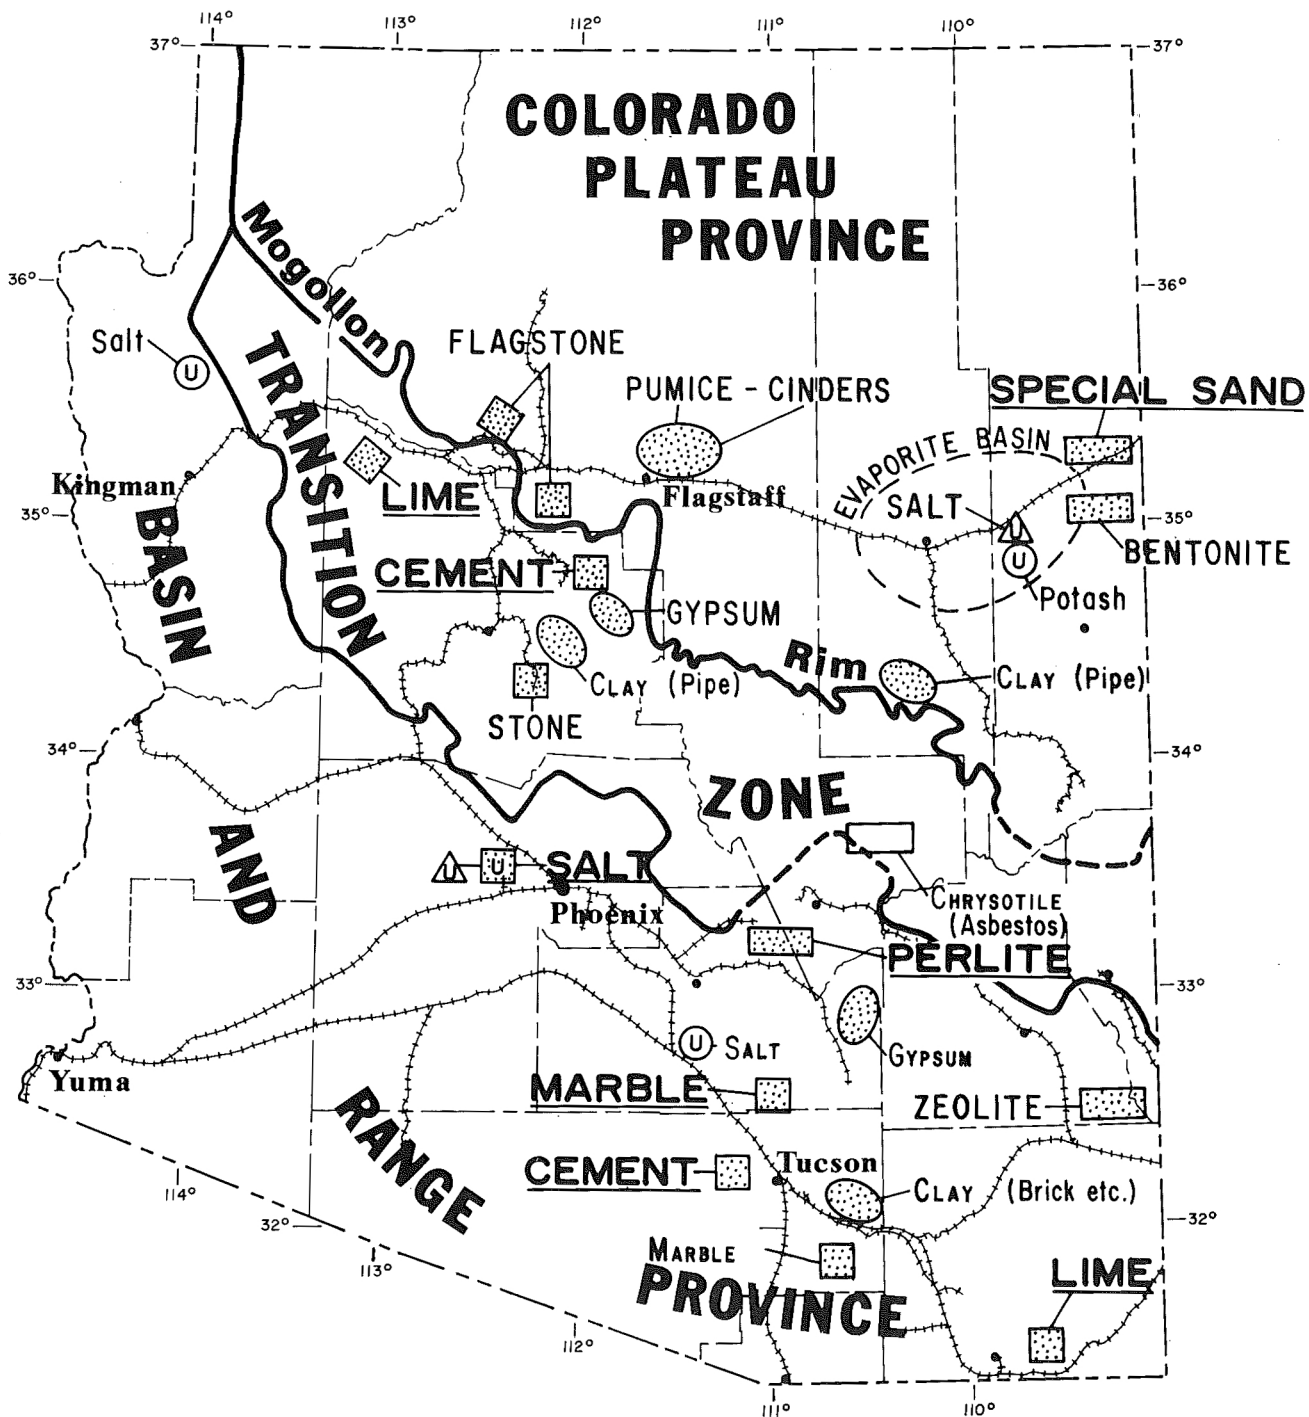 114°
113°
112°
111°
110°
37°
37°
COLORADO
PLATEAU
PROVINCE
Mogollon
36°
36°
Salt
U
FLAGSTONE
TRANSITION
PUMICE - CINDERS
SPECIAL SAND
EVAPORITE BASIN
Kingman
LIME
Flagstaff
SALT
U
35°
35°
BASIN
BENTONITE
CEMENT
U
Potash
GYPSUM
Rim
CLAY (Pipe)
CLAY (Pipe)
STONE
34°
34°
ZONE
AND
U
U
SALT
Phoenix
CHRYSOTILE
(Asbestos)
PERLITE
33°
33°
U
SALT
GYPSUM
Yuma
MARBLE
ZEOLITE
RANGE
CEMENT
Tucson
CLAY (Brick etc.)
114°
32°
32°
MARBLE
LIME
113°
PROVINCE
112°
111°
110°